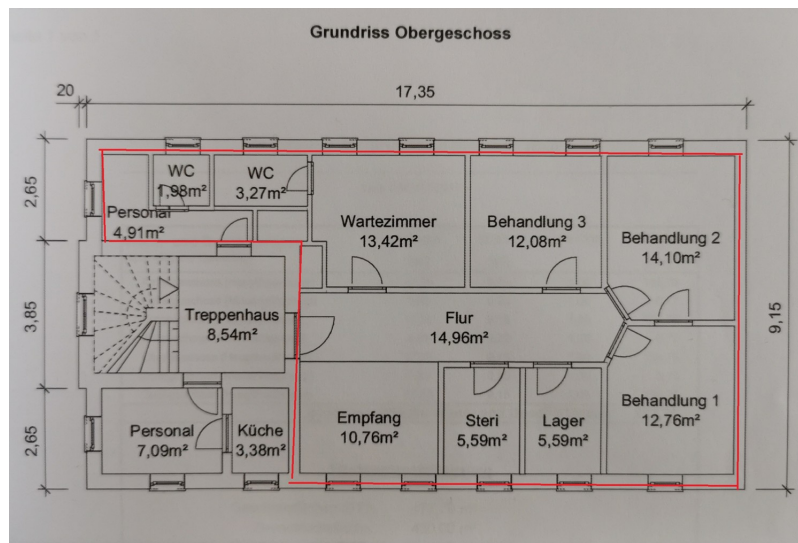 Grundriss Obergeschoss
20
17,35
2,65
3,85
2,65
9,15
WC
1,98m²
WC
3,27m²
Personal
4,91m²
Wartezimmer
13,42m²
Behandlung 3
12,08m²
Behandlung 2
14,10m²
Treppenhaus
8,54m²
Flur
14,96m²
Personal
7,09m²
Küche
3,38m²
Empfang
10,76m²
Steri
5,59m²
Lager
5,59m²
Behandlung 1
12,76m²